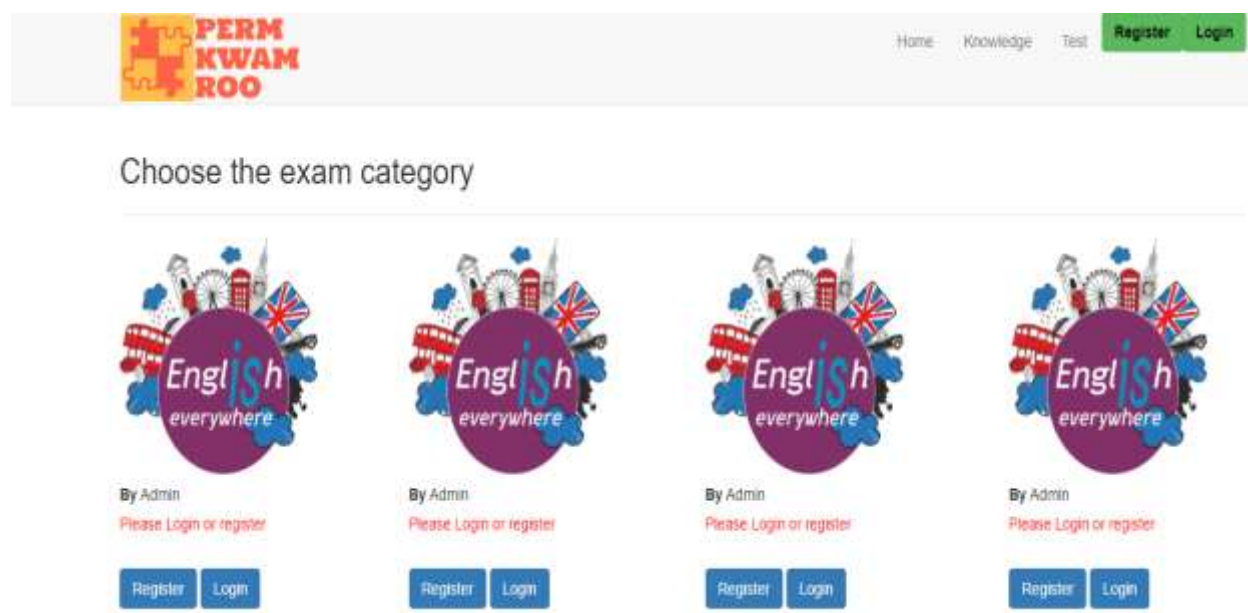 PERM
KWAM
ROO
Home Knowledge Test Register Login
Choose the exam category
English everywhere
English everywhere
English everywhere
English everywhere
By Admin By Admin By Admin By Admin
Please Login or register Please Login or register Please Login or register Please Login or register
Register Login Register Login Register Login Register Login